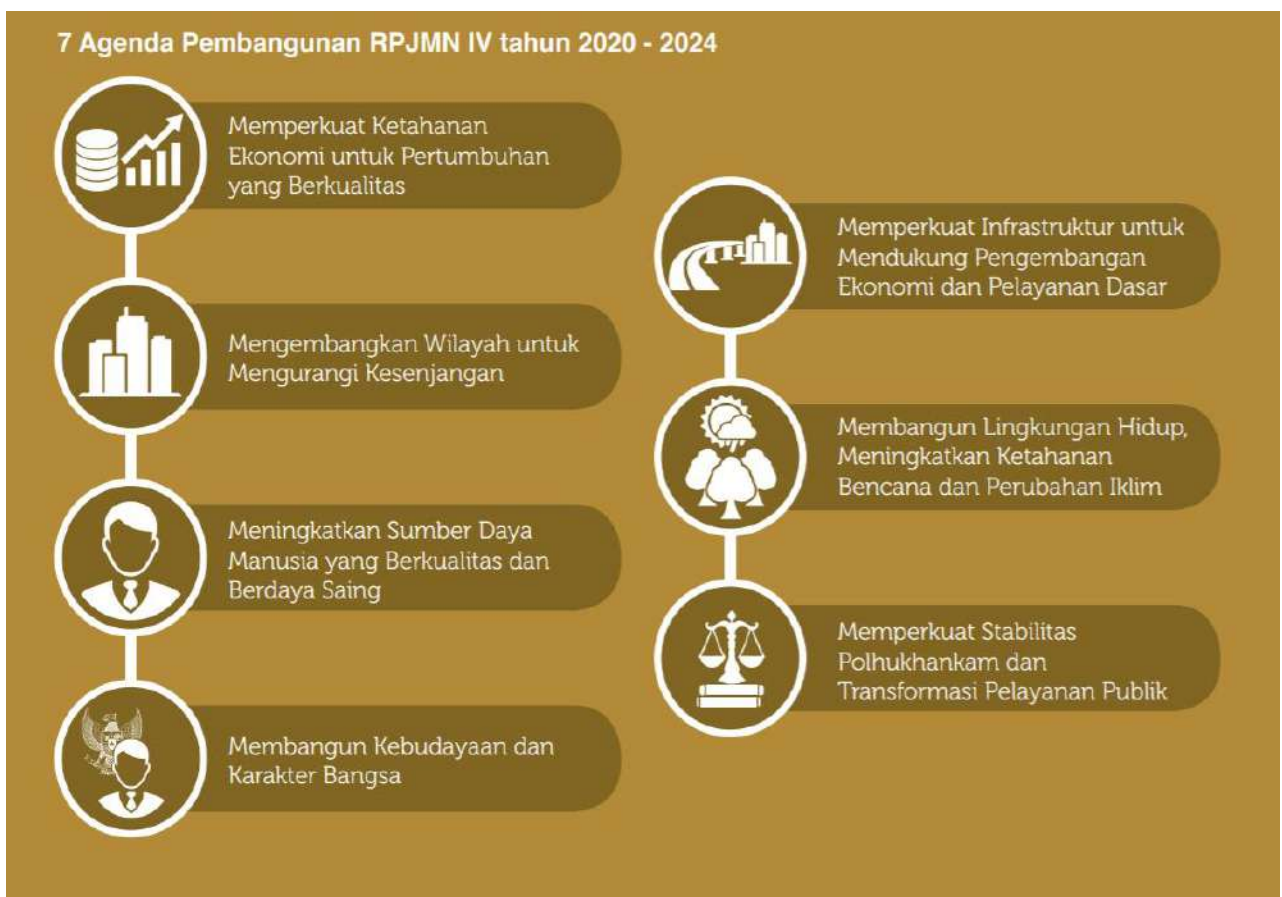 7 Agenda Pembangunan RPJMN IV tahun 2020 - 2024
Memperkuat Ketahanan
Ekonomi untuk Pertumbuhan
yang Berkualitas
Mengembangkan Wilayah untuk
Mengurangi Kesenjangan
Meningkatkan Sumber Daya
Manusia yang Berkualitas dan
Berdaya Saing
Membangun Kebudayaan dan
Karakter Bangsa
Memperkuat Infrastruktur untuk
Mendukung Pengembangan
Ekonomi dan Pelayanan Dasar
Membangun Lingkungan Hidup,
Meningkatkan Ketahanan
Bencana dan Perubahan Iklim
Memperkuat Stabilitas
Polhukhankam dan
Transformasi Pelayanan Publik